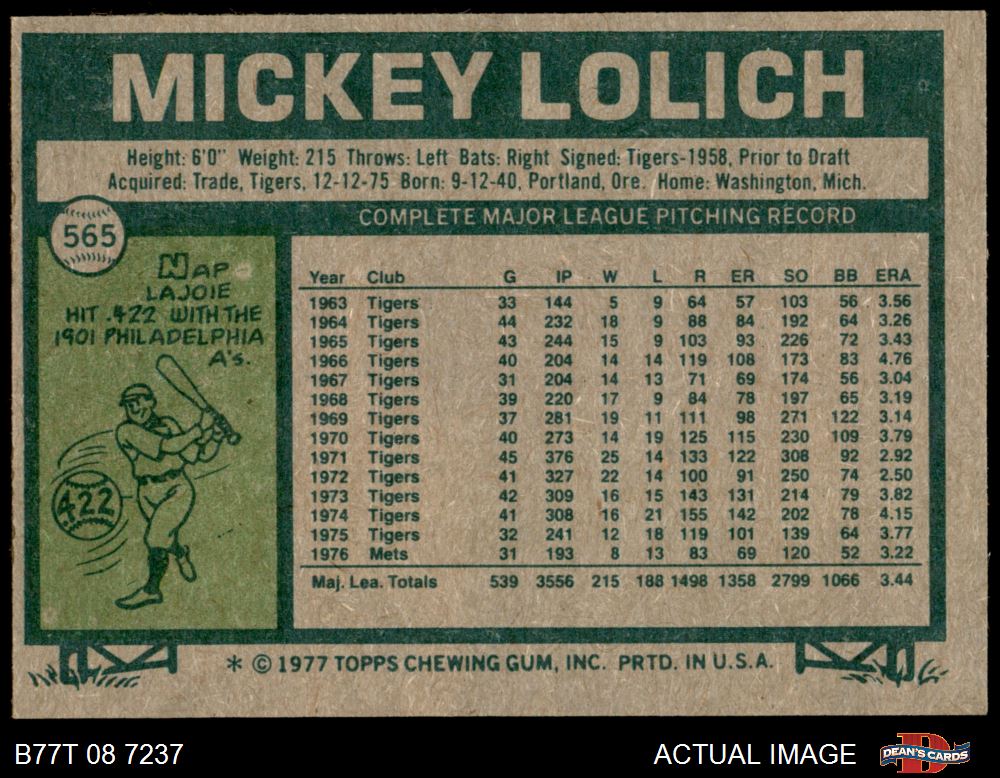 MICKEY LOLICH
Height: 6'0" Weight: 215 Throws: Left Bats: Right Signed: Tigers-1958, Prior to Draft
Acquired: Trade, Tigers, 12-12-75 Born: 9-12-40, Portland, Ore. Home: Washington, Mich.
COMPLETE MAJOR LEAGUE PITCHING RECORD
565
NAP
LAJOIE
HIT .422 WITH THE
1901 PHILADELPHIA
A's.
.422
Year Club G IP W L R ER SO BB ERA
1963 Tigers 33 144 5 9 64 57 103 56 3.56
1964 Tigers 44 232 18 9 88 84 192 64 3.26
1965 Tigers 43 244 15 9 103 93 226 72 3.43
1966 Tigers 40 204 14 14 119 108 173 83 4.76
1967 Tigers 31 204 14 13 71 69 174 56 3.04
1968 Tigers 39 220 17 9 84 78 197 65 3.19
1969 Tigers 37 281 19 11 111 98 271 122 3.14
1970 Tigers 40 273 14 19 125 115 230 109 3.79
1971 Tigers 45 376 25 14 133 122 308 92 2.92
1972 Tigers 41 327 22 14 100 91 250 74 2.50
1973 Tigers 42 309 16 15 143 131 214 79 3.82
1974 Tigers 41 308 16 21 155 142 202 78 4.15
1975 Tigers 32 241 12 18 119 101 139 64 3.77
1976 Mets 31 193 8 13 83 69 120 52 3.22
Maj. Lea. Totals 539 3556 215 188 1498 1358 2799 1066 3.44
* © 1977 TOPPS CHEWING GUM, INC. PRTD. IN U.S.A.
B77T 08 7237
ACTUAL IMAGE
DEAN'S CARDS